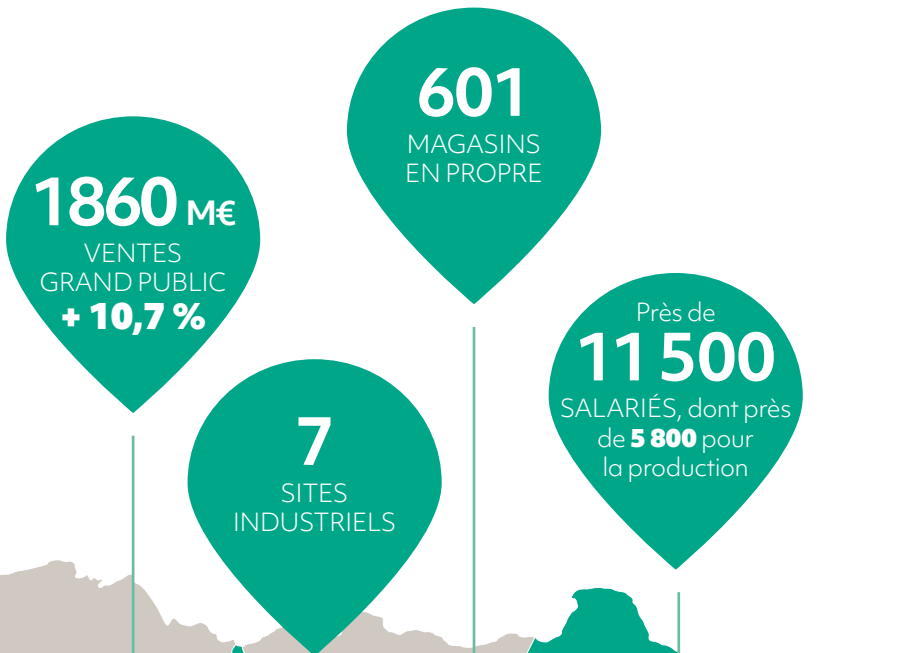 601
MAGASINS
EN PROPRE
1860 M€
VENTES
GRAND PUBLIC
+ 10,7 %
Près de
11 500
SALARIÉS, dont près
de 5 800 pour
la production
7
SITES
INDUSTRIELS